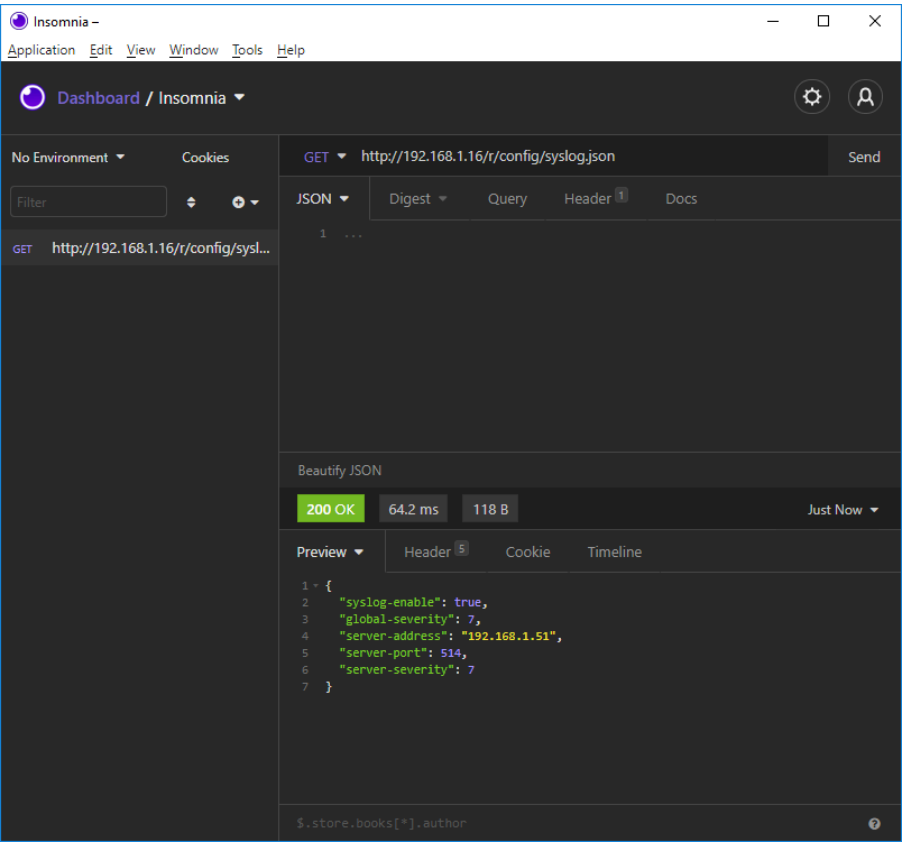 Insomnia –
Application Edit View Window Tools Help
Dashboard / Insomnia
No Environment Cookies
GET http://192.168.1.16/r/config/syslog.json Send
Filter
JSON Digest Query Header 1 Docs
GET http://192.168.1.16/r/config/sysl...
1 ...
Beautify JSON
200 OK 64.2 ms 118 B Just Now
Preview Header 5 Cookie Timeline
1 {
2 "syslog-enable": true,
3 "global-severity": 7,
4 "server-address": "192.168.1.51",
5 "server-port": 514,
6 "server-severity": 7
7 }
$.store.books[*].author